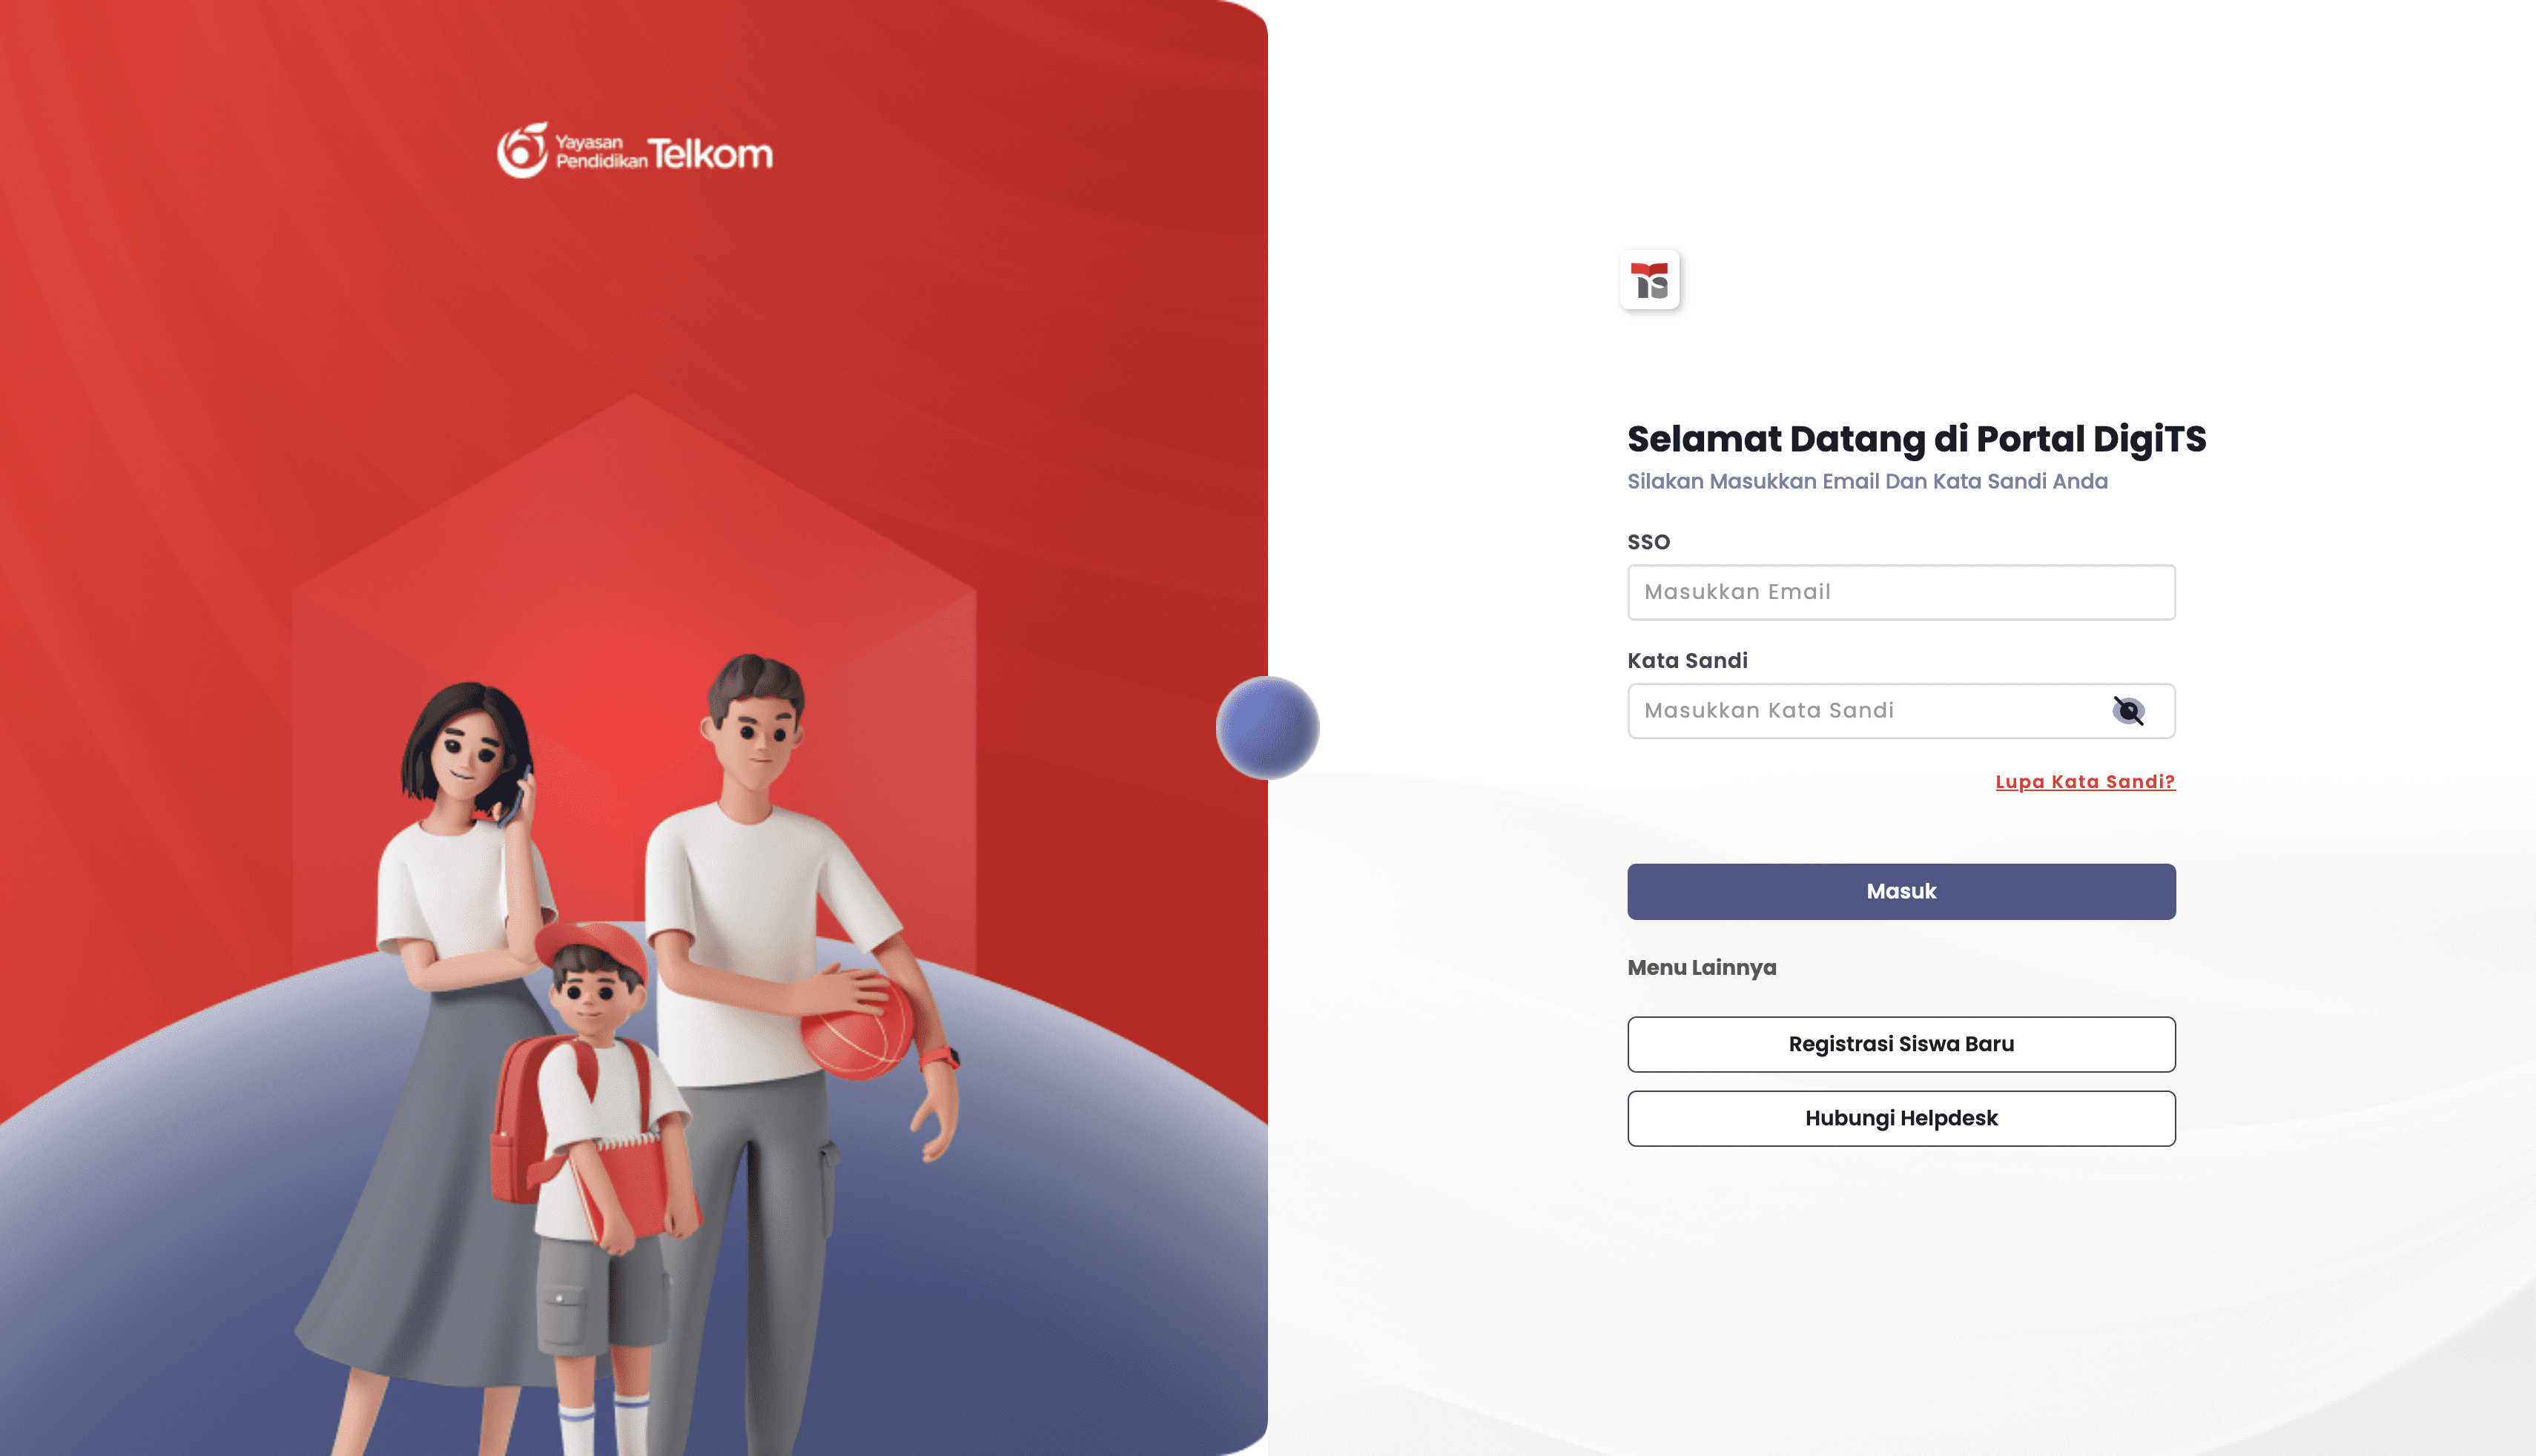 Yayasan
Pendidikan Telkom
TS
Selamat Datang di Portal DigiTS
Silakan Masukkan Email Dan Kata Sandi Anda
SSO
Masukkan Email
Kata Sandi
Masukkan Kata Sandi
Lupa Kata Sandi?
Masuk
Menu Lainnya
Registrasi Siswa Baru
Hubungi Helpdesk